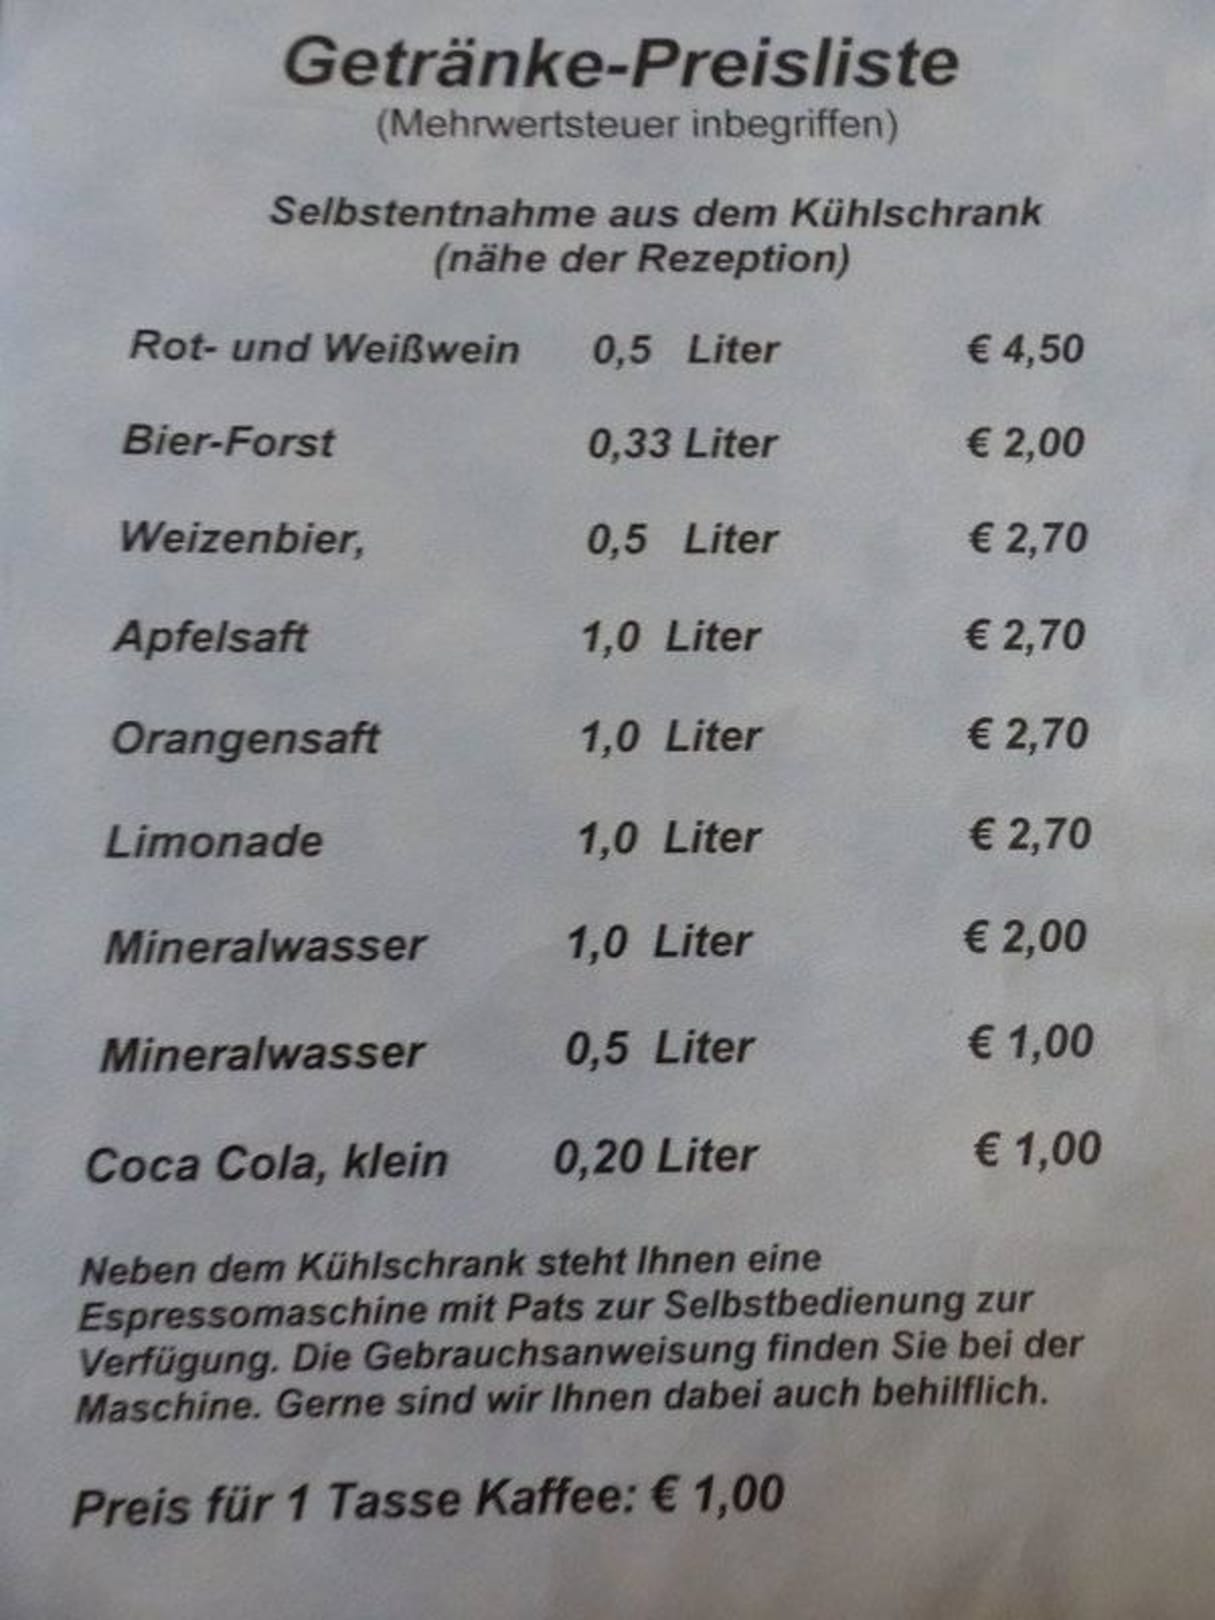 Getränke-Preisliste
(Mehrwertsteuer inbegriffen)
Selbstentnahme aus dem Kühlschrank
(nähe der Rezeption)
Rot- und Weißwein 0,5 Liter € 4,50
Bier-Forst 0,33 Liter € 2,00
Weizenbier, 0,5 Liter € 2,70
Apfelsaft 1,0 Liter € 2,70
Orangensaft 1,0 Liter € 2,70
Limonade 1,0 Liter € 2,70
Mineralwasser 1,0 Liter € 2,00
Mineralwasser 0,5 Liter € 1,00
Coca Cola, klein 0,20 Liter € 1,00
Neben dem Kühlschrank steht Ihnen eine
Espressomaschine mit Pats zur Selbstbedienung zur
Verfügung. Die Gebrauchsanweisung finden Sie bei der
Maschine. Gerne sind wir Ihnen dabei auch behilflich.
Preis für 1 Tasse Kaffee: € 1,00